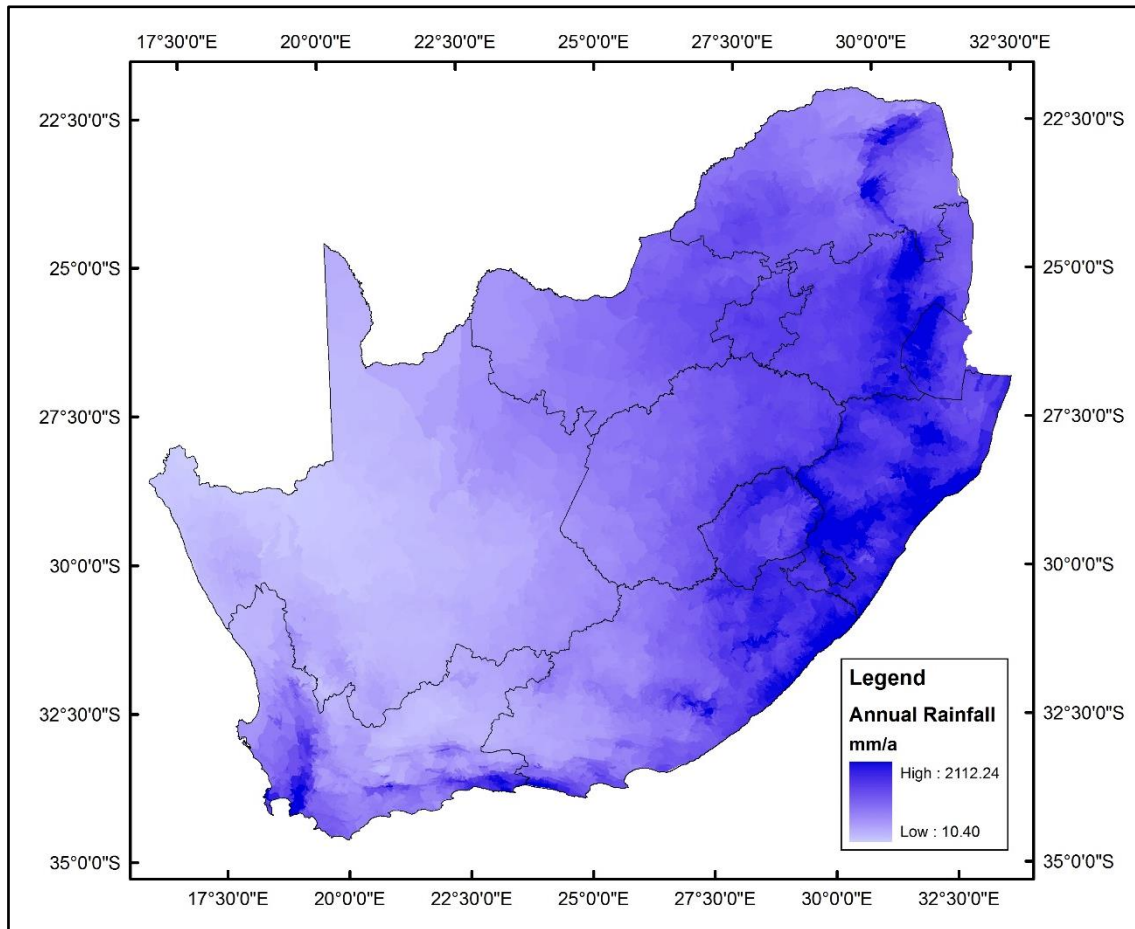 17°30'0"E 20°0'0"E 22°30'0"E 25°0'0"E 27°30'0"E 30°0'0"E 32°30'0"E
22°30'0"S 22°30'0"S
25°0'0"S 25°0'0"S
27°30'0"S 27°30'0"S
30°0'0"S 30°0'0"S
32°30'0"S 32°30'0"S
35°0'0"S 35°0'0"S
Legend
Annual Rainfall
mm/a
High : 2112.24
Low : 10.40
17°30'0"E 20°0'0"E 22°30'0"E 25°0'0"E 27°30'0"E 30°0'0"E 32°30'0"E